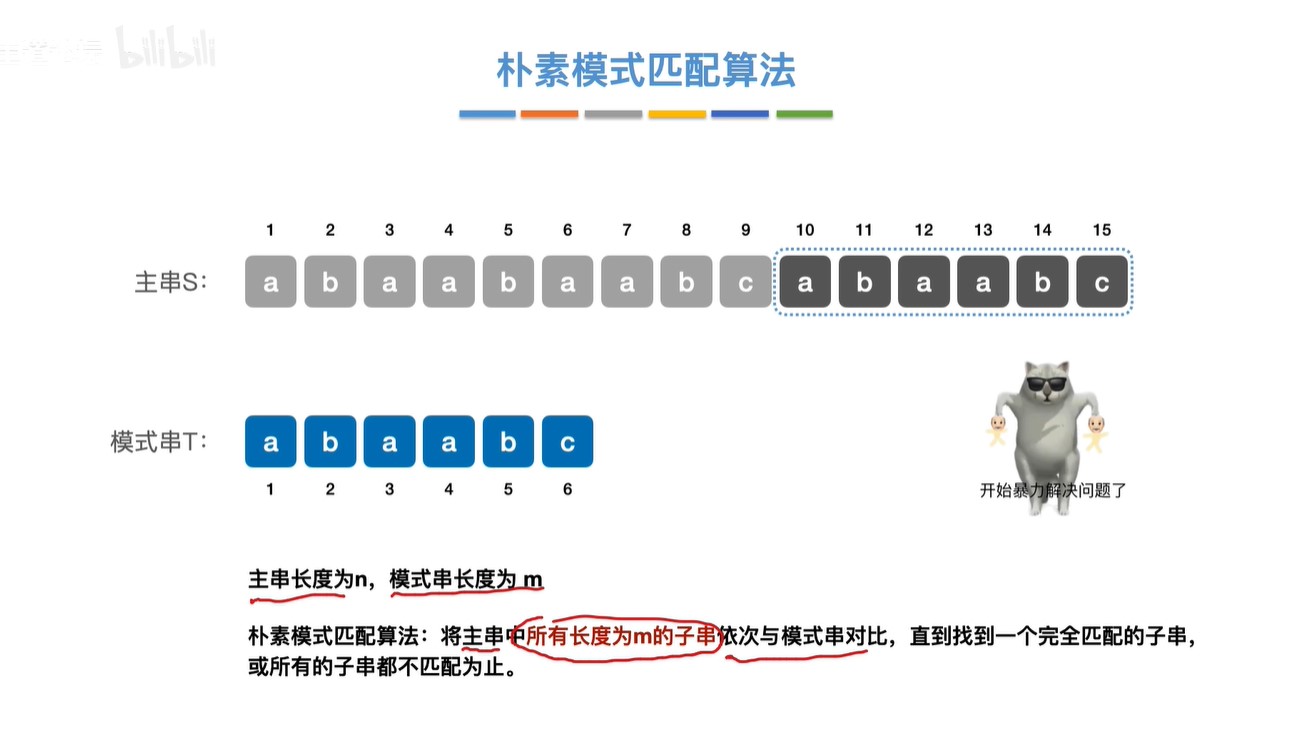 bilibili
朴素模式匹配算法
1 2 3 4 5 6 7 8 9 10 11 12 13 14 15
主串S: a b a a b a a b c a b a a b c
模式串T: a b a a b c
1 2 3 4 5 6
开始暴力解决问题了
主串长度为n，模式串长度为 m
朴素模式匹配算法：将主串中所有长度为m的子串依次与模式串对比，直到找到一个完全匹配的子串，
或所有的子串都不匹配为止。